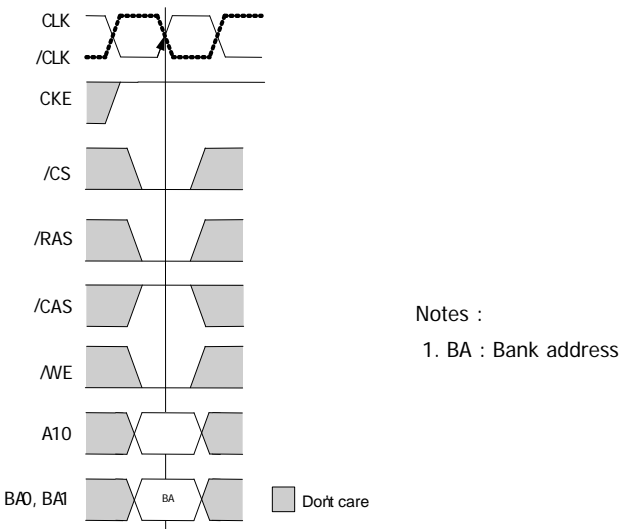 CLK
/CLK
CKE
/CS
/RAS
/CAS
Notes :
1. BA : Bank address
/WE
A10
BA0, BA1
BA
Don't care